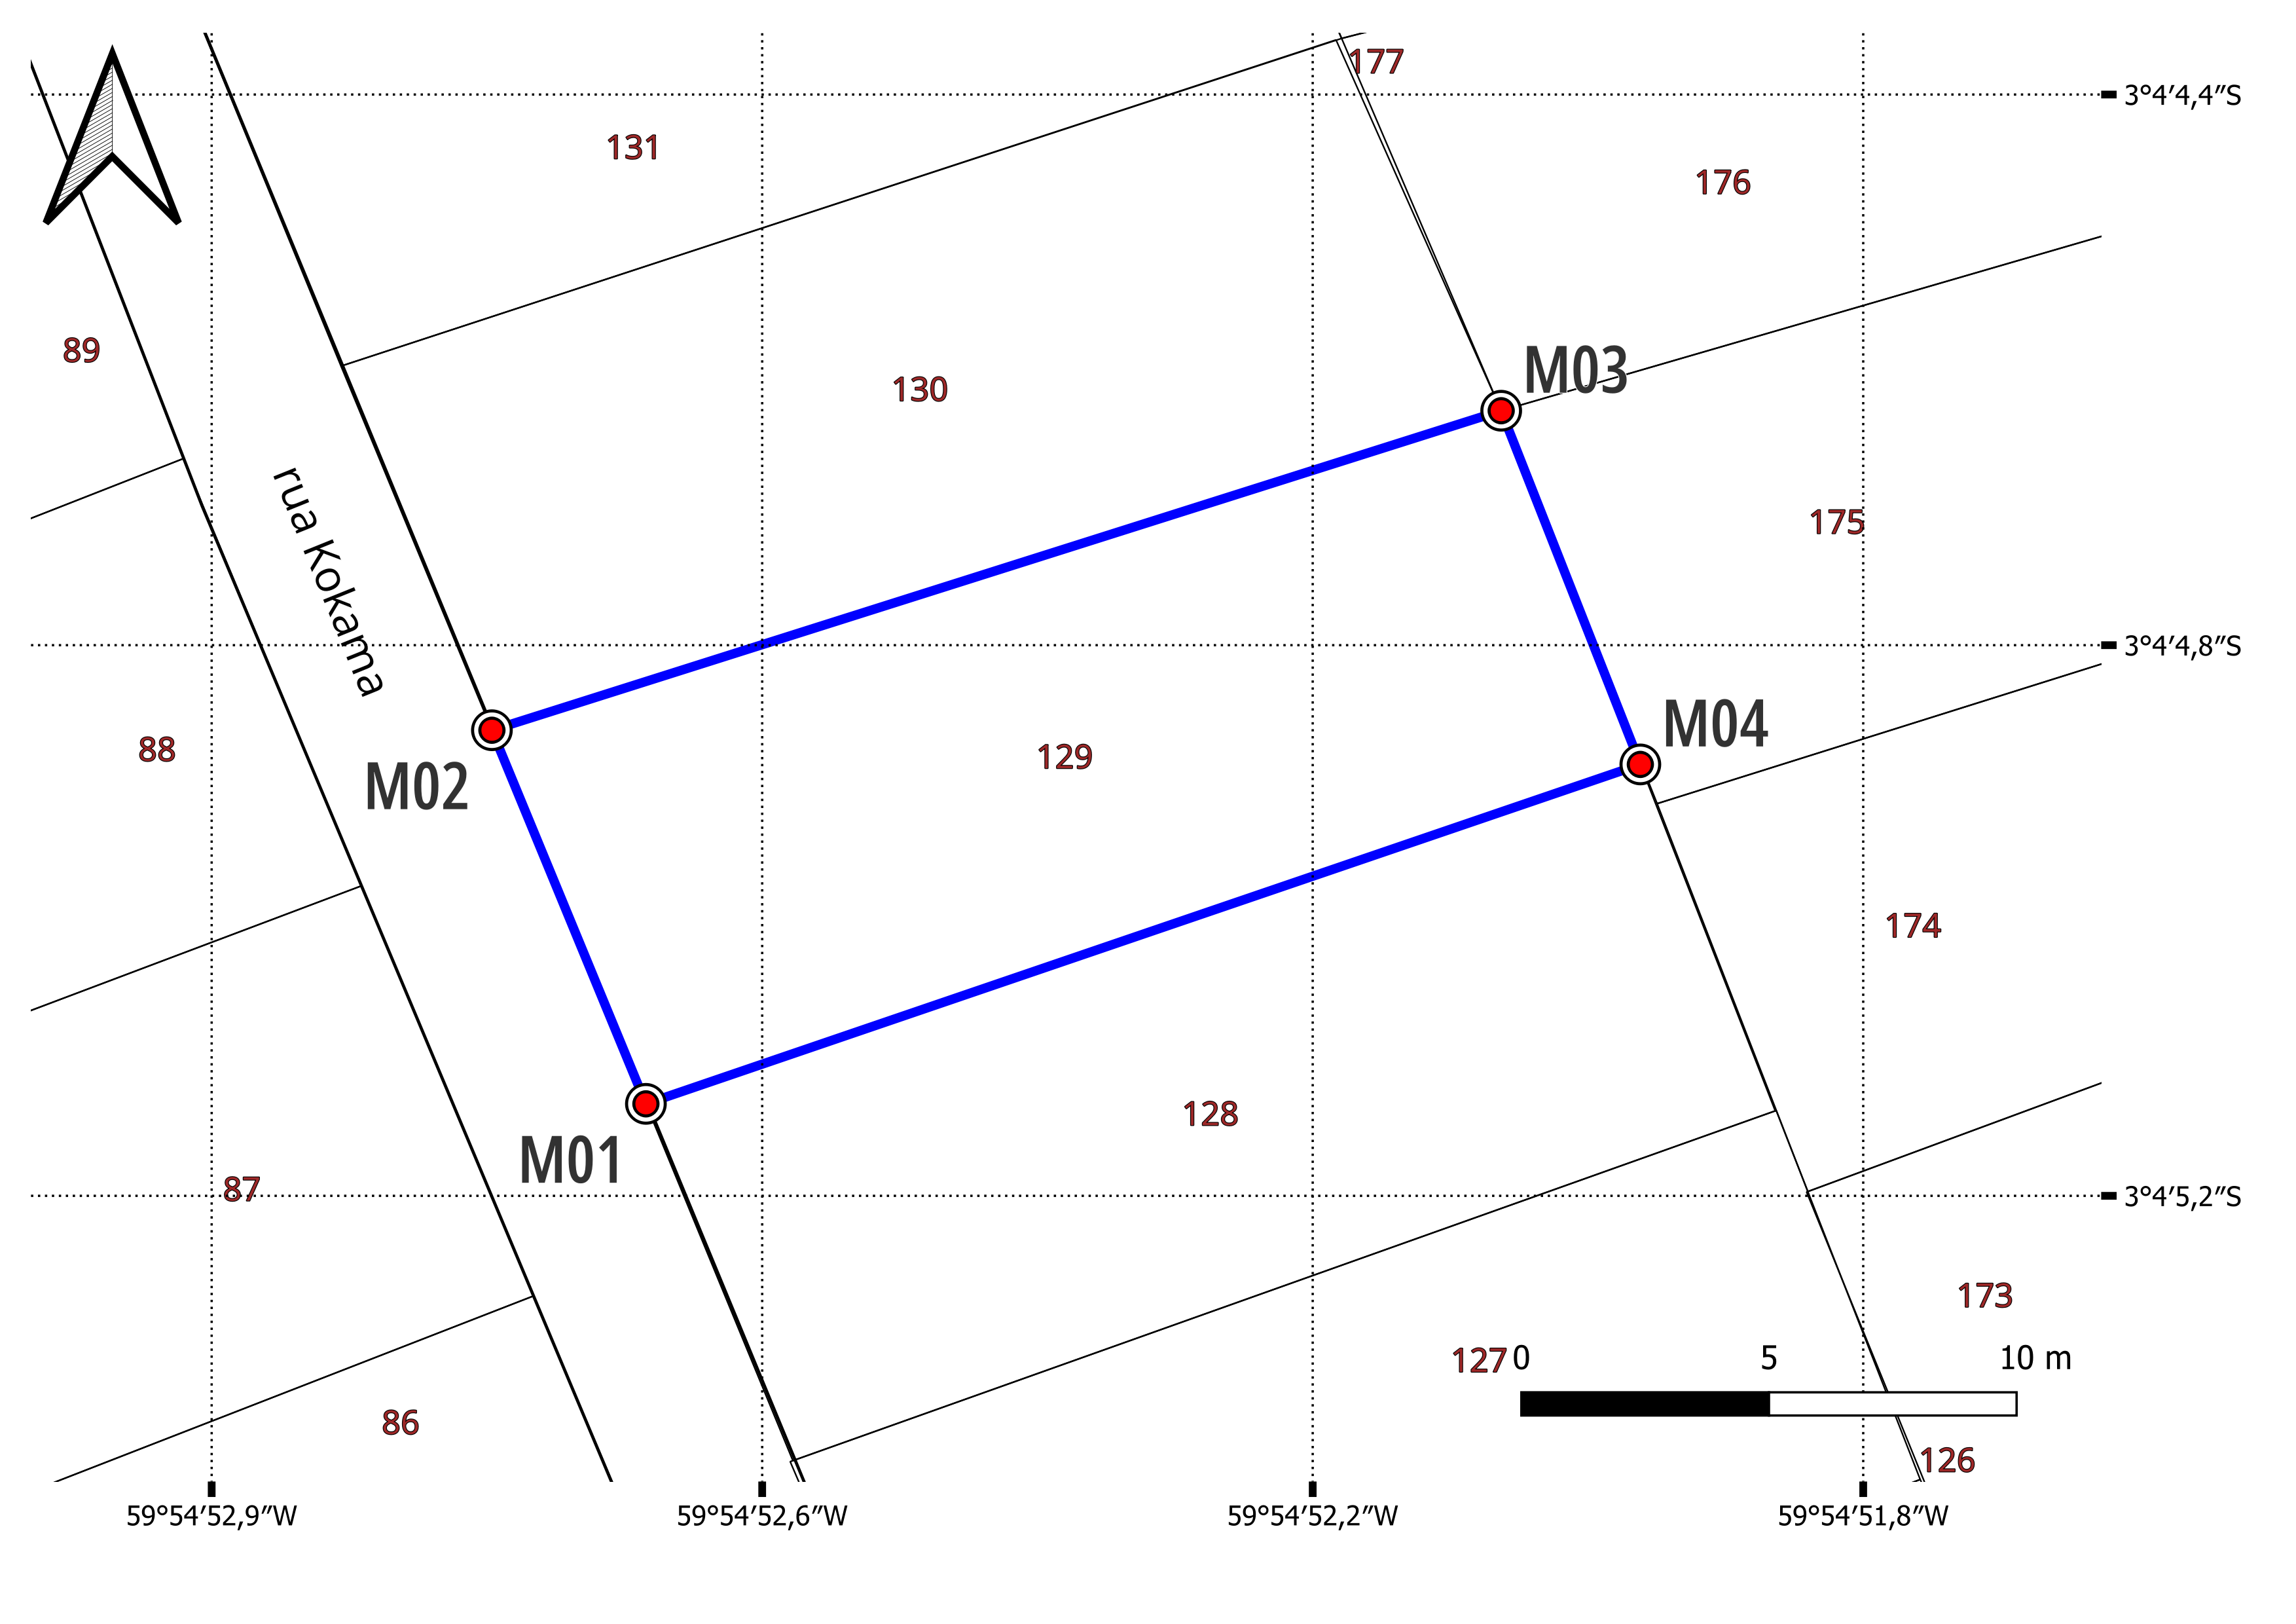 177
3°4′4,4″S
131
176
89
M03
130
rua Kokama
175
3°4′4,8″S
M04
88
129
M02
174
128
M01
87
3°4′5,2″S
173
127
0 5 10 m
86
126
59°54′52,9″W 59°54′52,6″W 59°54′52,2″W 59°54′51,8″W